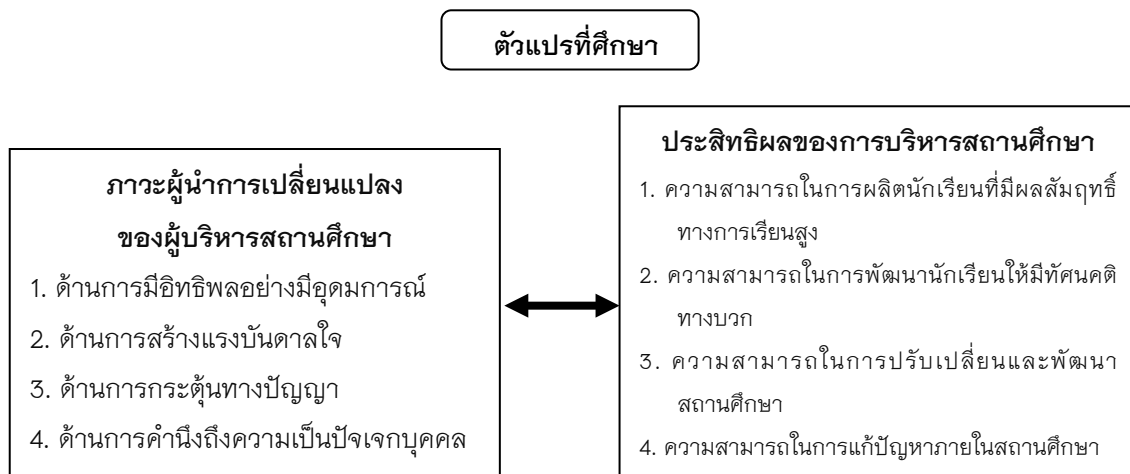 ตัวแปรที่ศึกษา
ภาวะผู้นำการเปลี่ยนแปลง
ของผู้บริหารสถานศึกษา
1. ด้านการมีอิทธิพลอย่างมีอุดมการณ์
2. ด้านการสร้างแรงบันดาลใจ
3. ด้านการกระตุ้นทางปัญญา
4. ด้านการคำนึงถึงความเป็นปัจเจกบุคคล
ประสิทธิผลของการบริหารสถานศึกษา
1. ความสามารถในการผลิตนักเรียนที่มีผลสัมฤทธิ์
ทางการเรียนสูง
2. ความสามารถในการพัฒนานักเรียนให้มีทัศนคติ
ทางบวก
3. ความสามารถในการปรับเปลี่ยนและพัฒนา
สถานศึกษา
4. ความสามารถในการแก้ปัญหาภายในสถานศึกษา